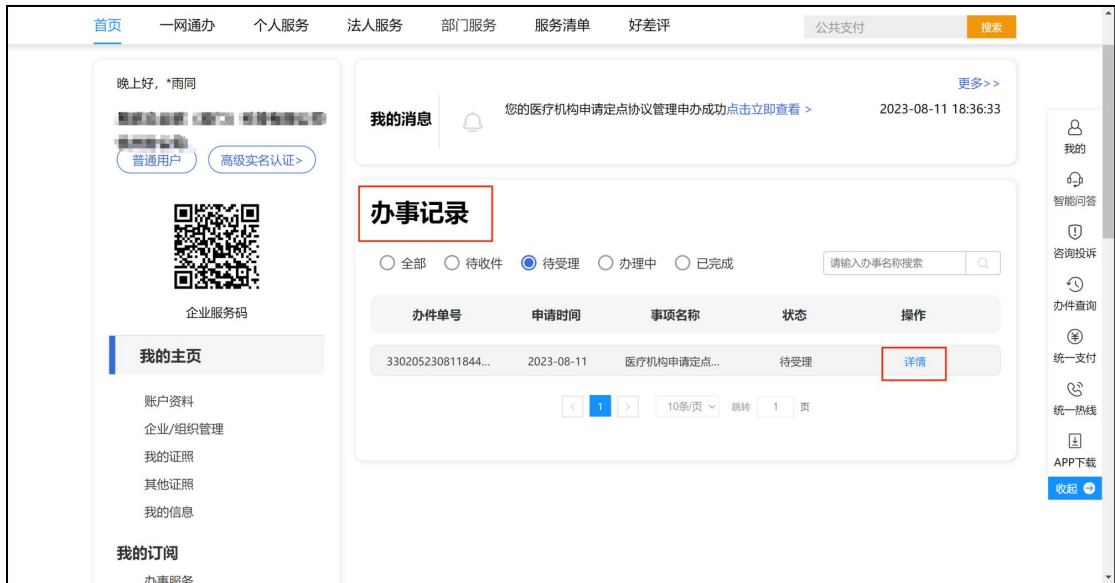 首页 一网通办 个人服务 法人服务 部门服务 服务清单 好差评 公共支付 搜索
晚上好，*雨同
普通用户 高级实名认证>
企业服务码
我的主页
账户资料
企业/组织管理
我的证照
其他证照
我的信息
我的订阅
办事服务
更多>>
我的消息 您的医疗机构申请定点协议管理申办成功点击立即查看 > 2023-08-11 18:36:33
办事记录
全部 待收件 待受理 办理中 已完成 请输入办事名称搜索
办件单号 申请时间 事项名称 状态 操作
330205230811844... 2023-08-11 医疗机构申请定点... 待受理 详情
< 1 > 10条/页 跳转 1 页
我的
智能问答
咨询投诉
办件查询
统一支付
统一热线
APP下载
收起